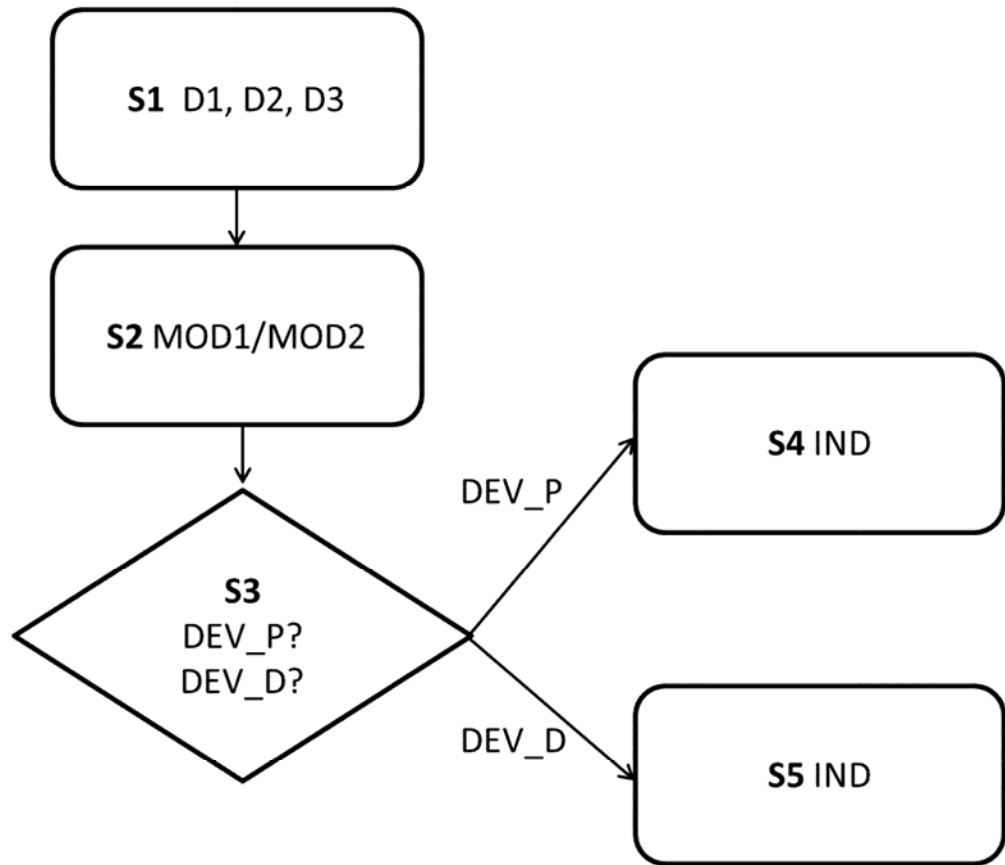 S1 D1, D2, D3
S2 MOD1/MOD2
S3
DEV_P?
DEV_D?
DEV_P
S4 IND
DEV_D
S5 IND